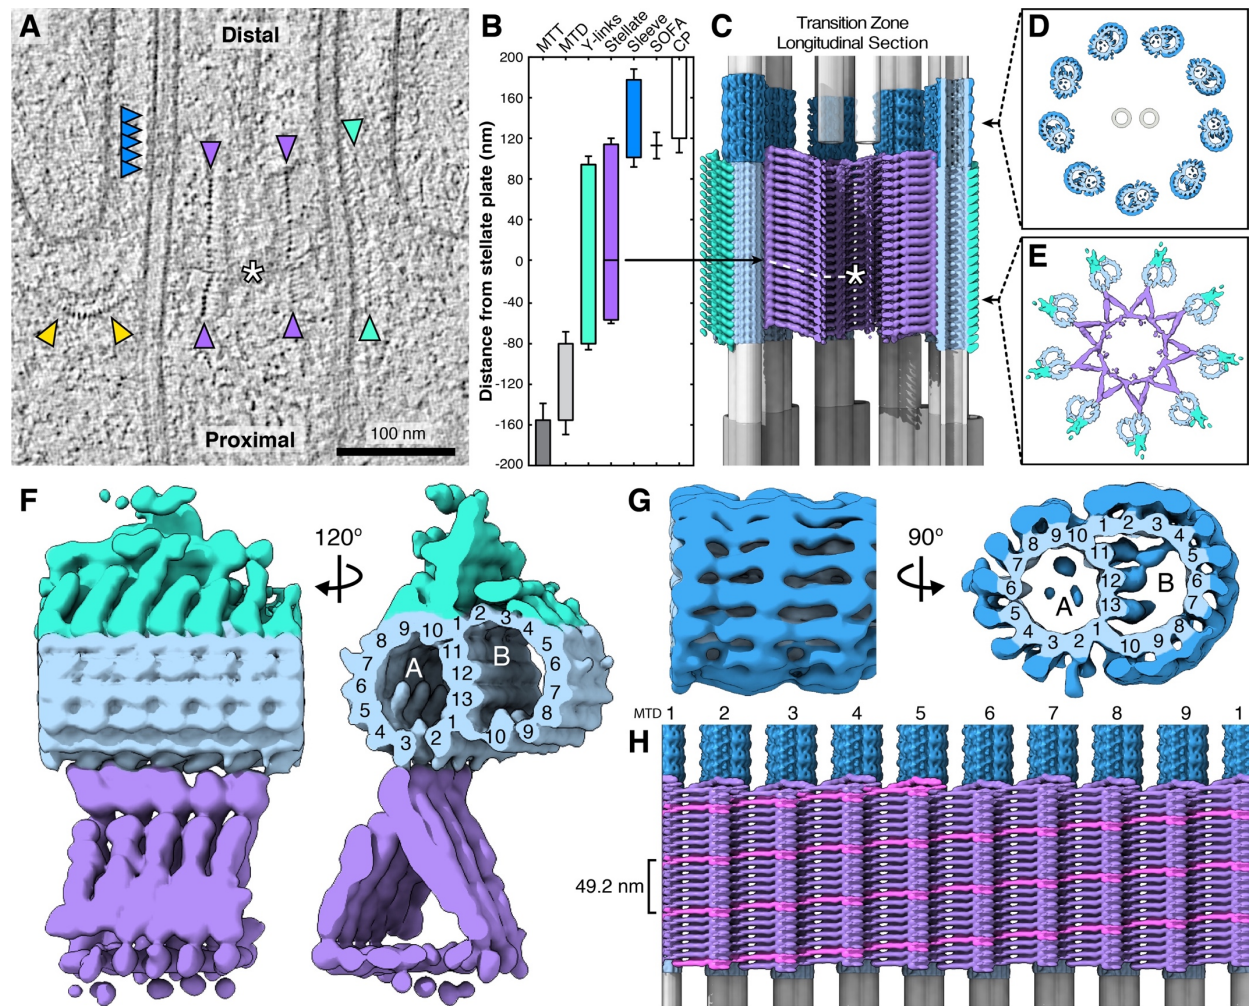 A
Distal
*
Proximal
100 nm
B
MTT
MTD
Y-links
Stellate
Sleeve
SOFA
CP
Distance from stellate plate (nm)
200
160
120
80
40
0
-40
-80
-120
-160
-200
C
Transition Zone
Longitudinal Section
*
D
E
F
120°
8 9 10 1 2 3 4 5 6 7 8 9 10
11 12 13 1 2 3 4 5 6 7
A
B
G
90°
1 2 3 4 5 6 7 8 9 10
11 12 13 1 2 3 4 5 6 7 8 9 10
A
B
MTD 1 2 3 4 5 6 7 8 9 1
H
49.2 nm